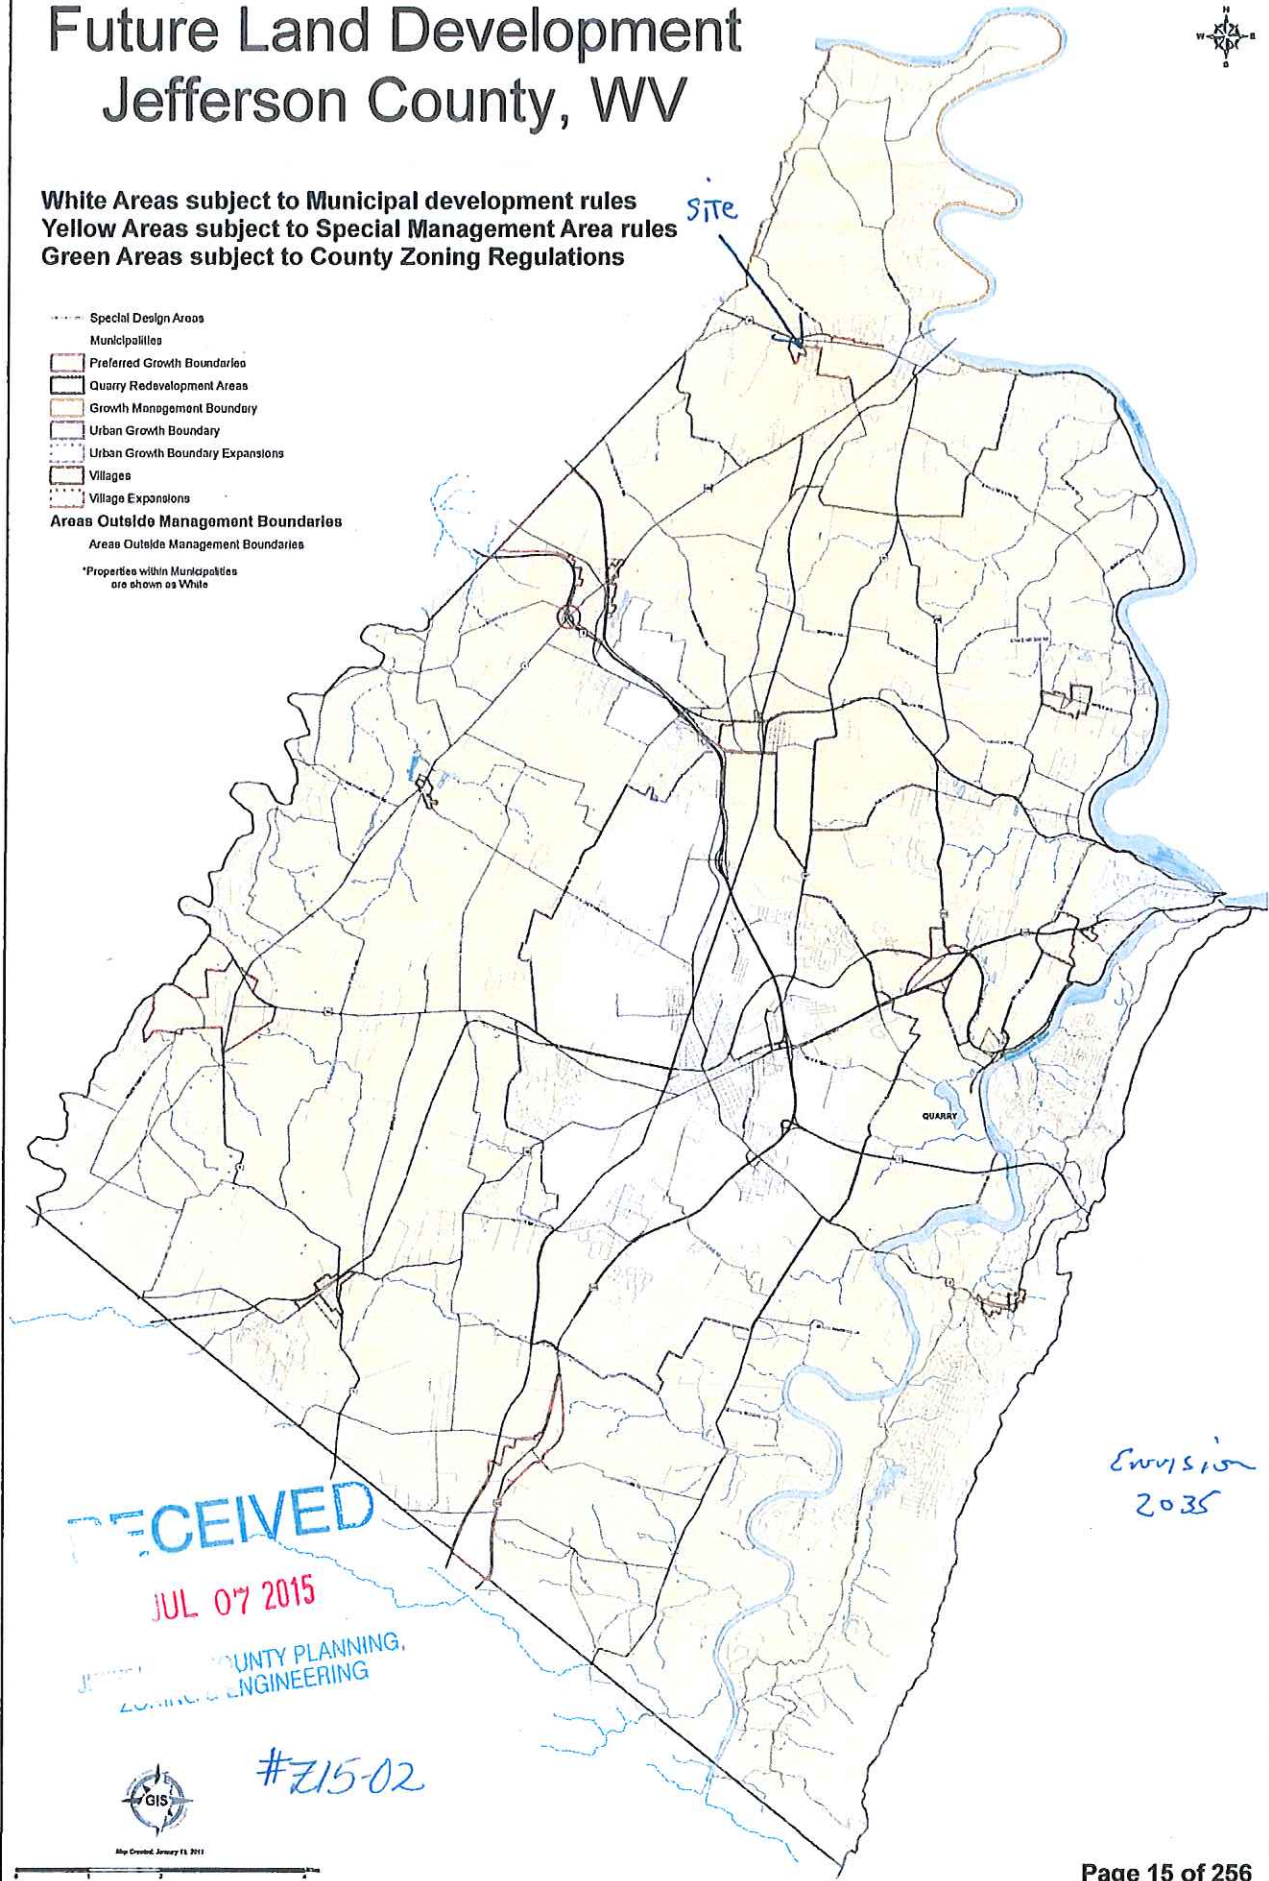 Future Land Development
Jefferson County, WV
N
W
E
S
White Areas subject to Municipal development rules
Yellow Areas subject to Special Management Area rules
Green Areas subject to County Zoning Regulations
Site
Special Design Areas
Municipalities
Preferred Growth Boundaries
Quarry Redevelopment Areas
Growth Management Boundary
Urban Growth Boundary
Urban Growth Boundary Expansions
Villages
Village Expansions
Areas Outside Management Boundaries
Areas Outside Management Boundaries
*Properties within Municipalities
are shown as White
QUARRY
Envision
2035
CEIVED
JUL 07 2015
UNTY PLANNING,
NGINEERING
#Z15-02
GIS
Page 15 of 256